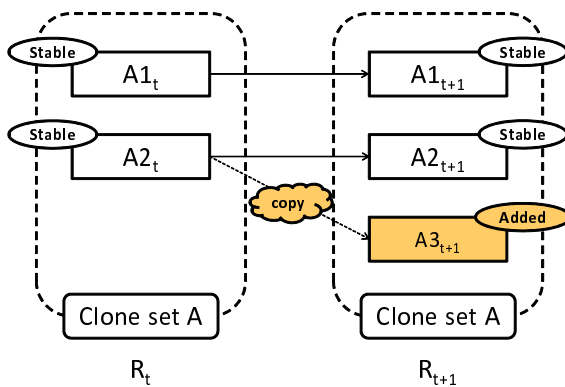 Stable
A1t
A1t+1
Stable
Stable
A2t
A2t+1
Stable
copy
A3t+1
Added
Clone set A
Clone set A
Rt
Rt+1